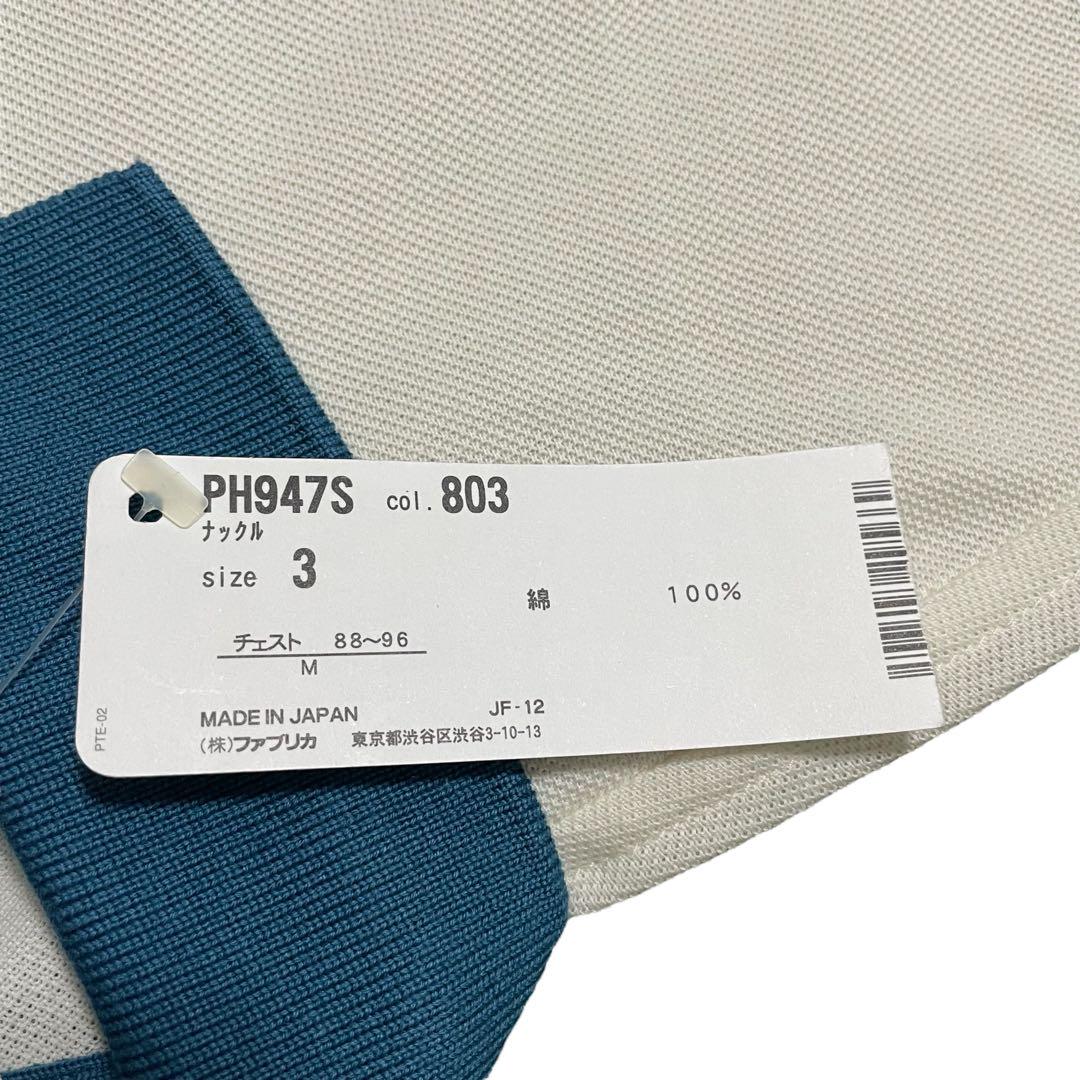 PH947S col.803
ナックル
size 3
綿 100%
チェスト 88~96
M
MADE IN JAPAN JF-12
(株)ファブリカ 東京都渋谷区渋谷3-10-13
PTE-02